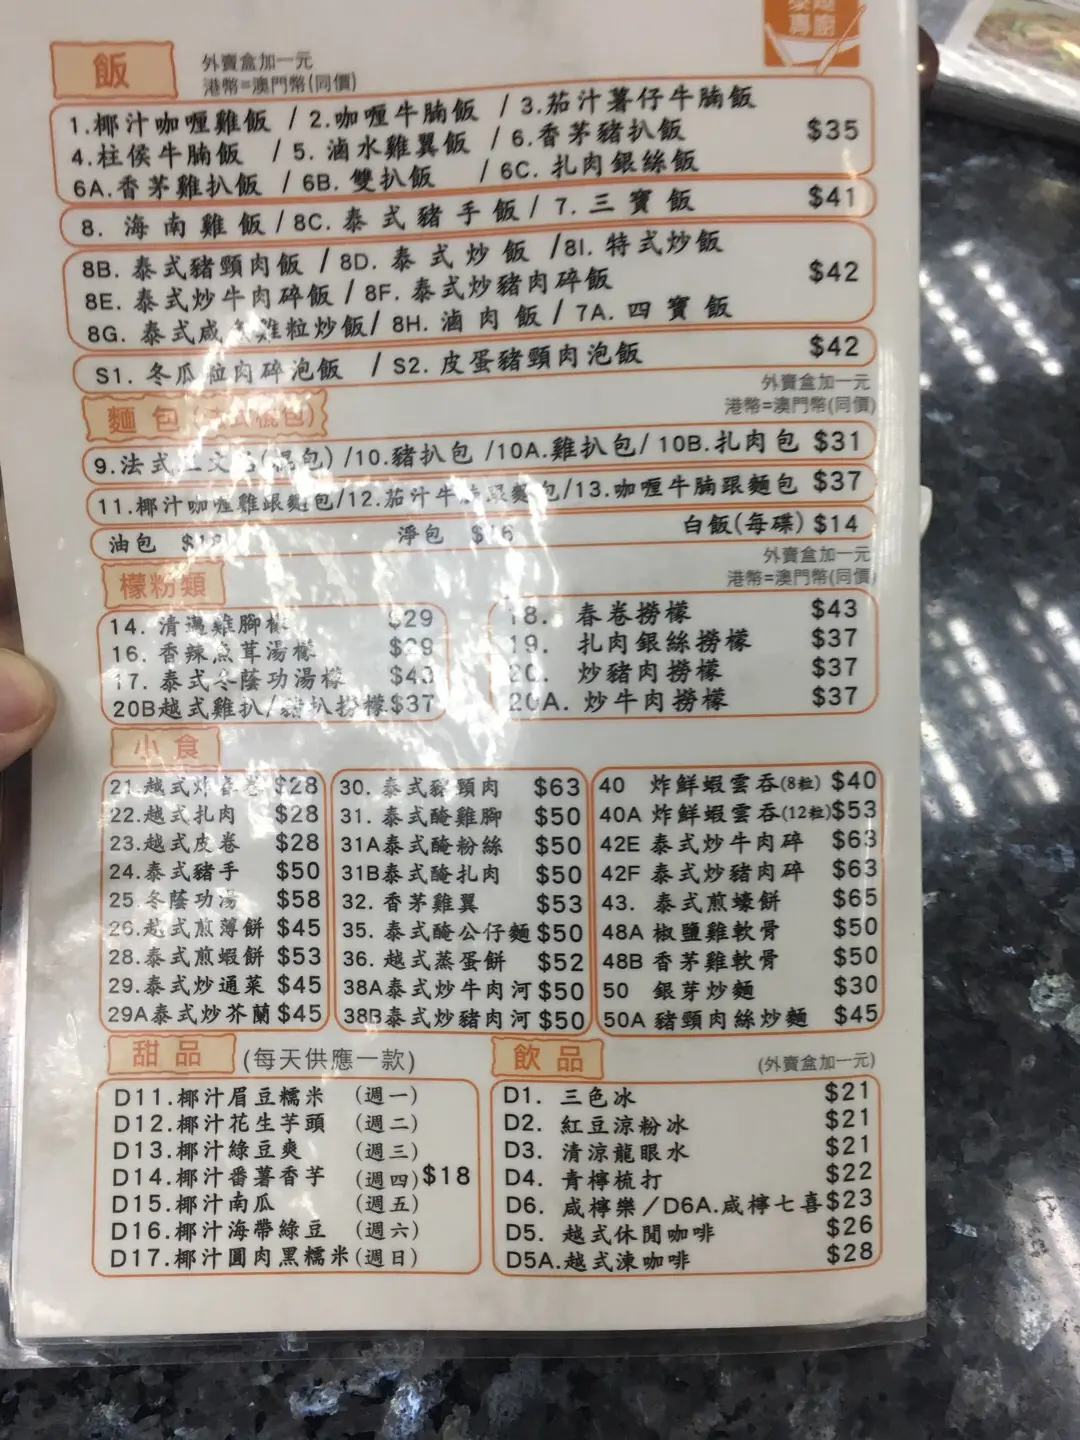 專廚
飯
外賣盒加一元
港幣=澳門幣(同價)
1.椰汁咖喱雞飯 / 2.咖喱牛腩飯 / 3.茄汁薯仔牛腩飯
4.柱侯牛腩飯 / 5. 滷水雞翼飯 / 6.香茅豬扒飯 $35
6A.香茅雞扒飯 / 6B. 雙扒飯 / 6C. 扎肉銀絲飯
8. 海南雞飯/8C. 泰式豬手飯/ 7. 三寶飯 $41
8B. 泰式豬頸肉飯 / 8D. 泰式炒飯 /8I. 特式炒飯
8E. 泰式炒牛肉碎飯 / 8F. 泰式炒豬肉碎飯 $42
8G. 泰式咸魚雞粒炒飯/ 8H. 滷肉飯 / 7A. 四寶飯
S1. 冬瓜粒肉碎泡飯 / S2. 皮蛋豬頸肉泡飯 $42
外賣盒加一元
港幣=澳門幣(同價)
麵包
9.法式三文治 /10.豬扒包 /10A.雞扒包/ 10B.扎肉包 $31
11.椰汁咖喱雞跟麵包/12.茄汁牛腩跟麵包/13.咖喱牛腩跟麵包 $37
油包 淨包 $16 白飯(每碟) $14
外賣盒加一元
港幣=澳門幣(同價)
檬粉類
14. 清邁雞腳檬 $29
16. 香辣魚茸湯檬 $29
17. 泰式冬蔭功湯檬
20B越式雞扒/豬扒撈檬$37
18. 春卷撈檬 $43
19. 扎肉銀絲撈檬 $37
20. 炒豬肉撈檬 $37
20A. 炒牛肉撈檬 $37
小食
21.越式炸春卷 $28
22.越式扎肉 $28
23.越式皮卷 $28
24.泰式豬手 $50
25.冬蔭功湯 $58
26.越式煎薄餅 $45
28.泰式煎蝦餅 $53
29.泰式炒通菜 $45
29A泰式炒芥蘭 $45
30. 泰式豬頸肉 $63
31. 泰式醃雞腳 $50
31A泰式醃粉絲 $50
31B泰式醃扎肉 $50
32. 香茅雞翼 $53
35. 泰式醃公仔麵 $50
36. 越式蒸蛋餅 $52
38A泰式炒牛肉河 $50
38B泰式炒豬肉河 $50
40 炸鮮蝦雲吞(8粒) $40
40A 炸鮮蝦雲吞(12粒)$53
42E 泰式炒牛肉碎 $63
42F 泰式炒豬肉碎 $63
43. 泰式煎蠔餅 $65
48A 椒鹽雞軟骨 $50
48B 香茅雞軟骨 $50
50 銀芽炒麵 $30
50A 豬頸肉絲炒麵 $45
甜品 (每天供應一款)
D11.椰汁眉豆糯米 (週一)
D12.椰汁花生芋頭 (週二)
D13.椰汁綠豆爽 (週三)
D14.椰汁番薯香芋 (週四) $18
D15.椰汁南瓜 (週五)
D16.椰汁海帶綠豆 (週六)
D17.椰汁圓肉黑糯米 (週日)
飲品 (外賣盒加一元)
D1. 三色冰 $21
D2. 紅豆涼粉冰 $21
D3. 清涼龍眼水 $21
D4. 青檸梳打 $22
D6. 咸檸樂/D6A.咸檸七喜$23
D5. 越式休閒咖啡 $26
D5A.越式凍咖啡 $28